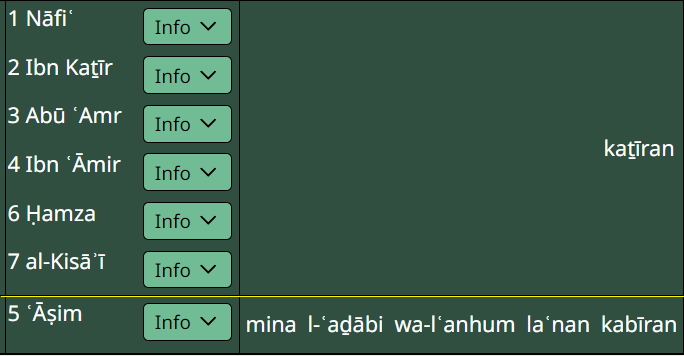 1 Nāfiʿ Info
2 Ibn Kaṯīr Info
3 Abū ʿAmr Info
kaṯīran
4 Ibn ʿĀmir Info
6 Ḥamza Info
7 al-Kisāʾī Info
5 ʿĀṣim Info
mina l-ʿaḏābi wa-lʿanhum laʿnan kabīran